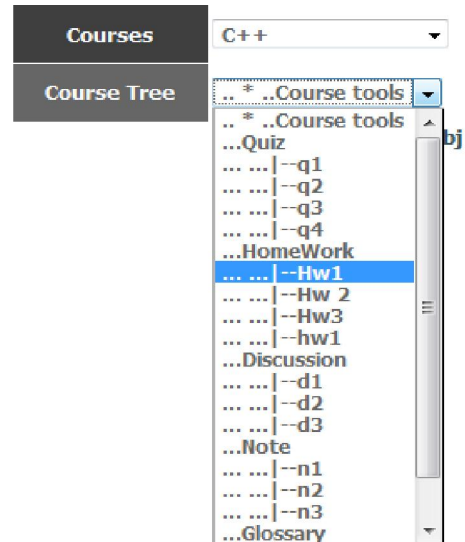 Courses C++
Course Tree .. * ..Course tools
.. * ..Course tools
bj
...Quiz
... ...|--q1
... ...|--q2
... ...|--q3
... ...|--q4
...HomeWork
... ...|--Hw1
... ...|--Hw 2
... ...|--Hw3
... ...|--hw1
...Discussion
... ...|--d1
... ...|--d2
... ...|--d3
...Note
... ...|--n1
... ...|--n2
... ...|--n3
...Glossary